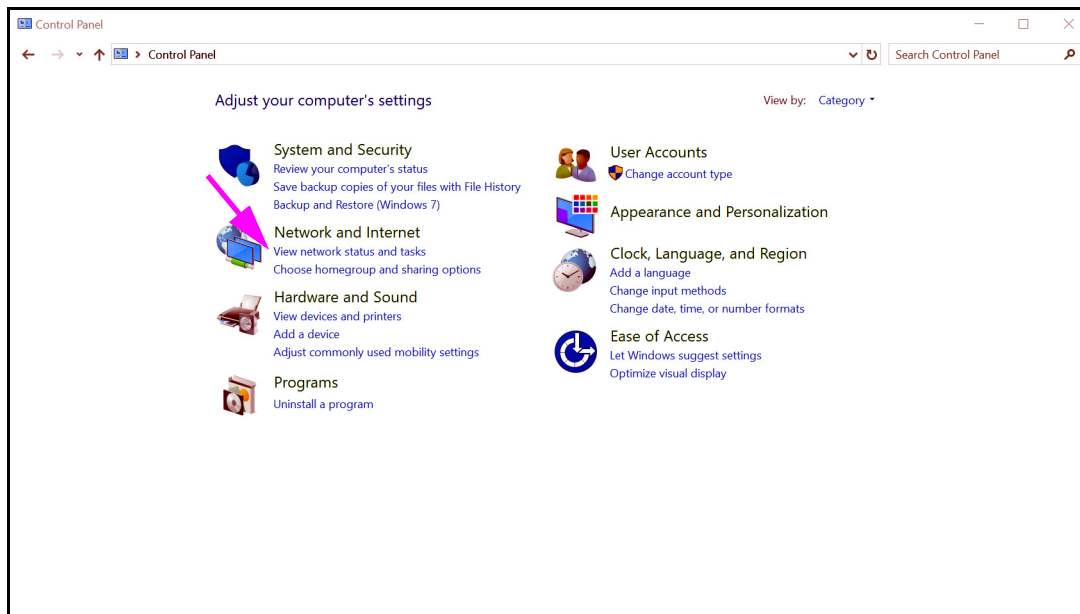 Control Panel
Control Panel
Search Control Panel
Adjust your computer's settings
View by: Category
System and Security
Review your computer's status
Save backup copies of your files with File History
Backup and Restore (Windows 7)
Network and Internet
View network status and tasks
Choose homegroup and sharing options
Hardware and Sound
View devices and printers
Add a device
Adjust commonly used mobility settings
Programs
Uninstall a program
User Accounts
Change account type
Appearance and Personalization
Clock, Language, and Region
Add a language
Change input methods
Change date, time, or number formats
Ease of Access
Let Windows suggest settings
Optimize visual display